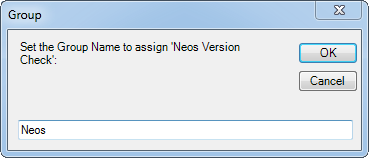 Group
Set the Group Name to assign 'Neos Version
Check':
OK
Cancel
Neos